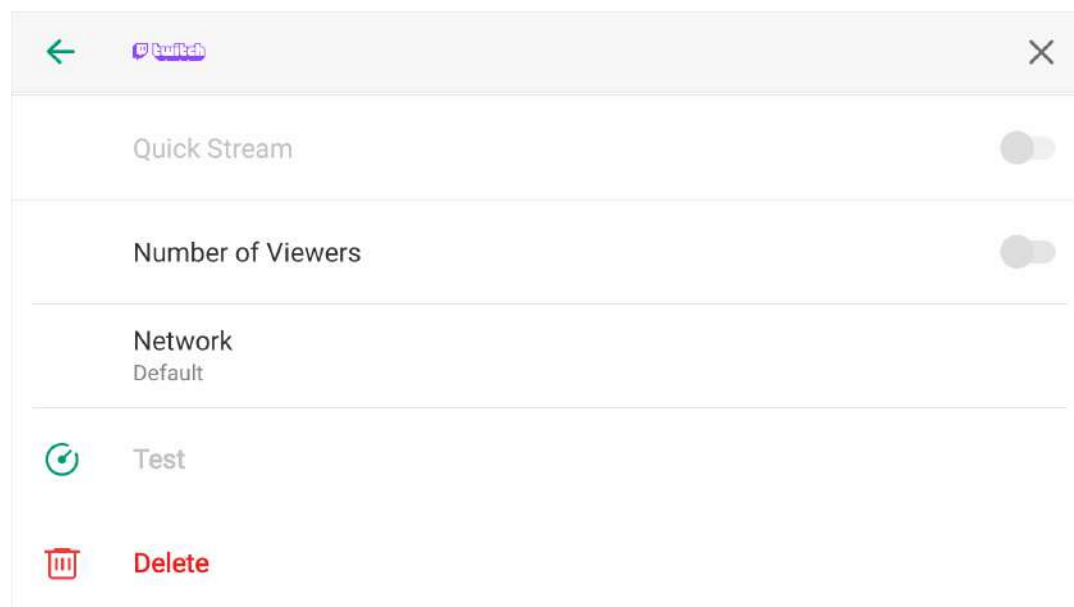 twitch
Quick Stream
Number of Viewers
Network
Default
Test
Delete